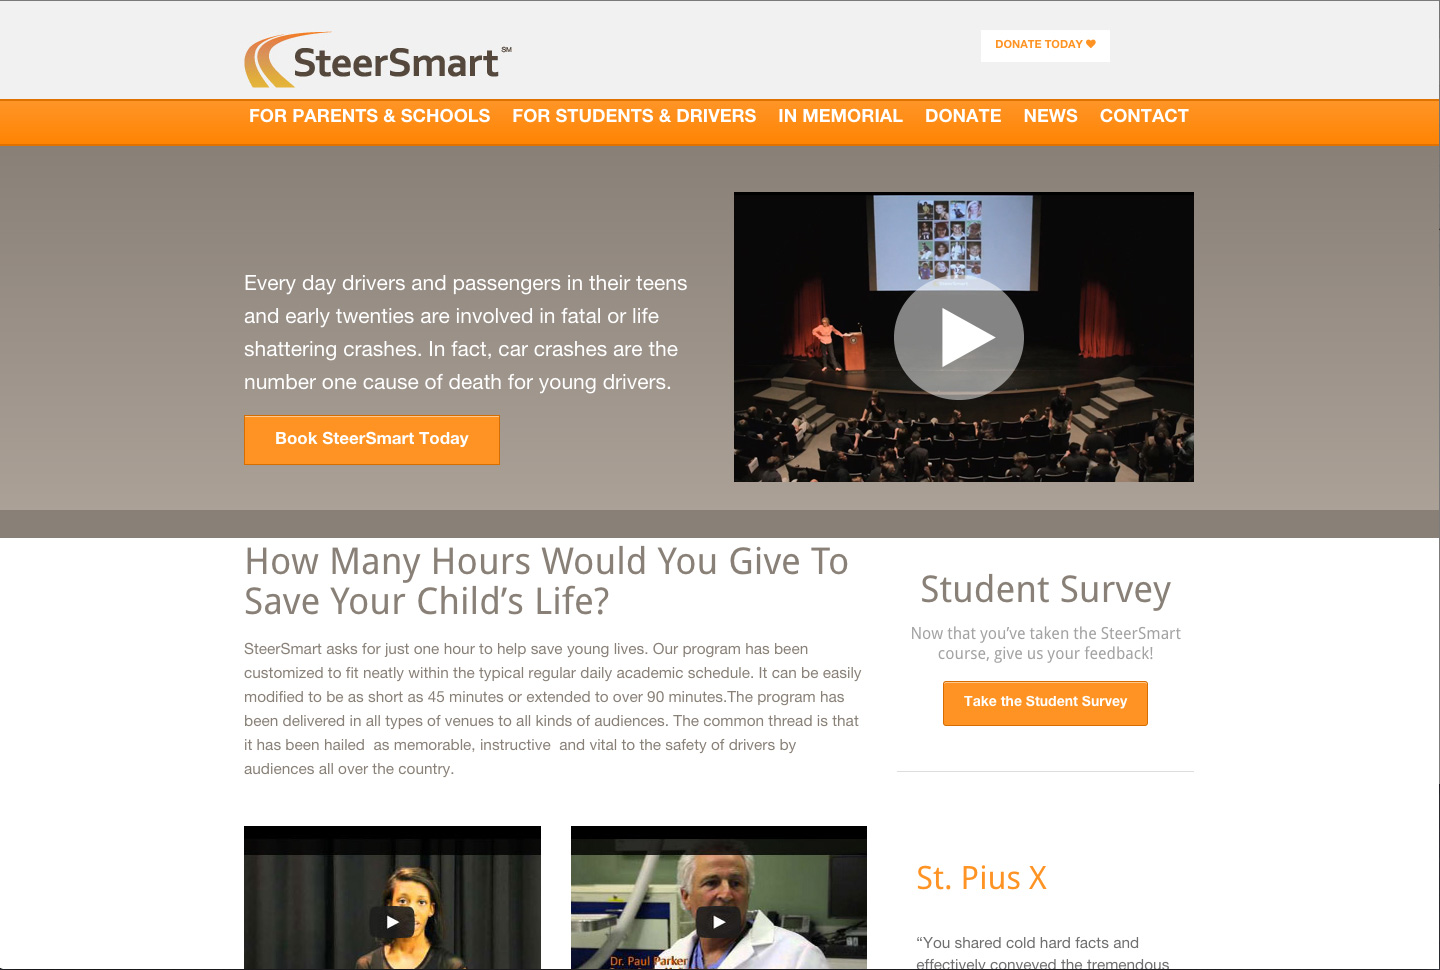 SteerSmart SM
DONATE TODAY
FOR PARENTS & SCHOOLS FOR STUDENTS & DRIVERS IN MEMORIAL DONATE NEWS CONTACT
Every day drivers and passengers in their teens
and early twenties are involved in fatal or life
shattering crashes. In fact, car crashes are the
number one cause of death for young drivers.
Book SteerSmart Today
How Many Hours Would You Give To
Save Your Child’s Life?
SteerSmart asks for just one hour to help save young lives. Our program has been
customized to fit neatly within the typical regular daily academic schedule. It can be easily
modified to be as short as 45 minutes or extended to over 90 minutes.The program has
been delivered in all types of venues to all kinds of audiences. The common thread is that
it has been hailed  as memorable, instructive  and vital to the safety of drivers by
audiences all over the country.
Student Survey
Now that you’ve taken the SteerSmart
course, give us your feedback!
Take the Student Survey
Dr. Paul Parker
St. Pius X
“You shared cold hard facts and
effectively conveyed the tremendous